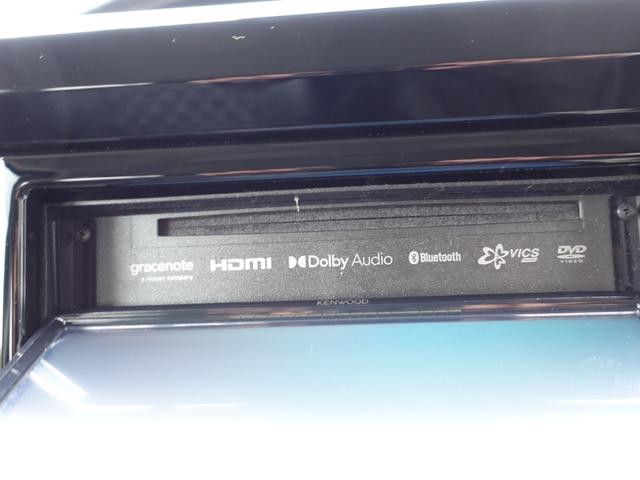 gracenote HDMI Dolby Audio Bluetooth VICS DVD
a nielsen company VIDEO
KENWOOD